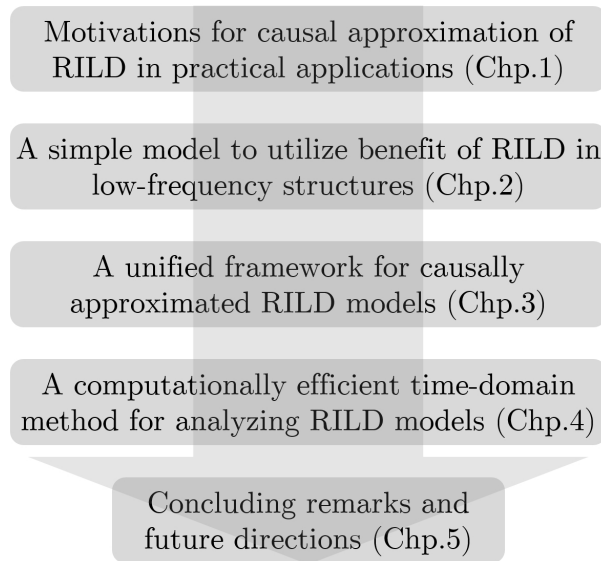 Motivations for causal approximation of
RILD in practical applications (Chp.1)
A simple model to utilize benefit of RILD in
low-frequency structures (Chp.2)
A unified framework for causally
approximated RILD models (Chp.3)
A computationally efficient time-domain
method for analyzing RILD models (Chp.4)
Concluding remarks and
future directions (Chp.5)